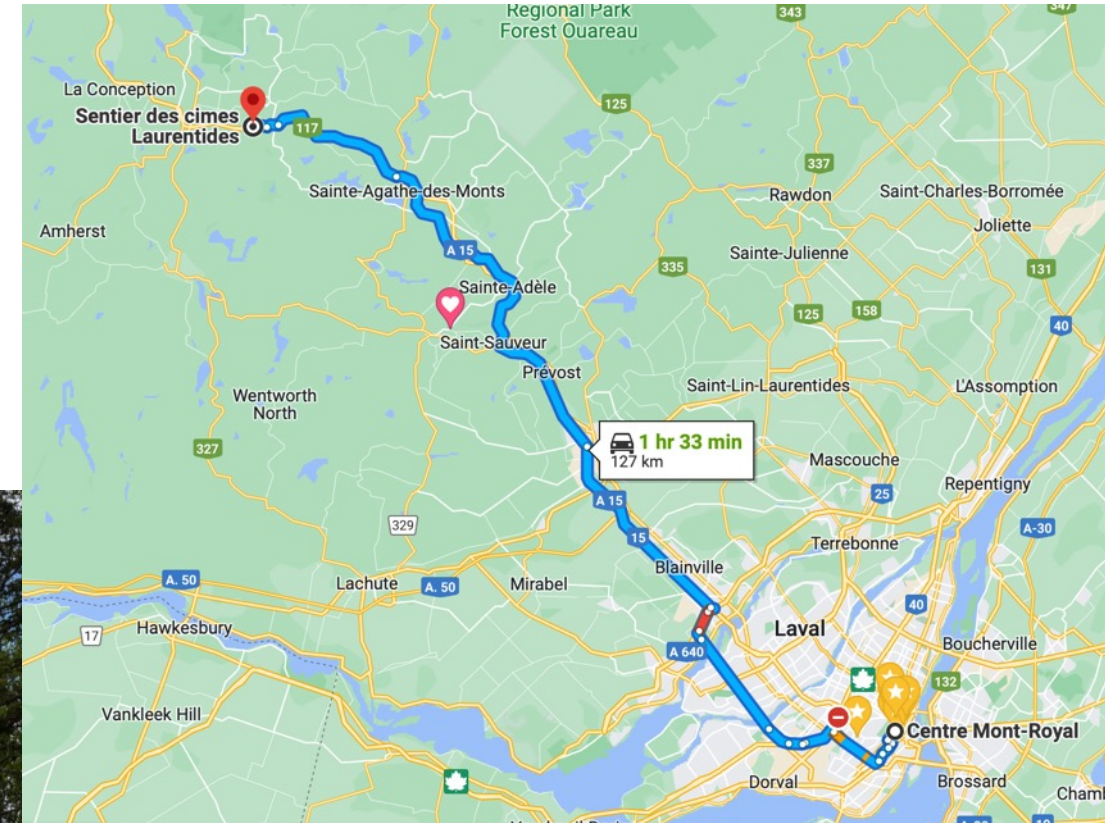 Regional Park
Forest Ouareau
343
347
La Conception
125
Sentier des cimes
Laurentides
117
337
Sainte-Agathe-des-Monts
Rawdon
Saint-Charles-Borromée
Joliette
Amherst
A 15
Sainte-Julienne
335
131
Sainte-Adèle
125
158
40
Saint-Sauveur
Prévost
Saint-Lin-Laurentides
L'Assomption
Wentworth
North
1 hr 33 min
127 km
327
Mascouche
Repentigny
25
A 15
329
A-30
15
Terrebonne
Blainville
A. 50
Lachute
A. 50
Mirabel
40
Hawkesbury
17
Laval
Boucherville
A 640
132
Vankleek Hill
Centre Mont-Royal
Dorval
Brossard
Chaml